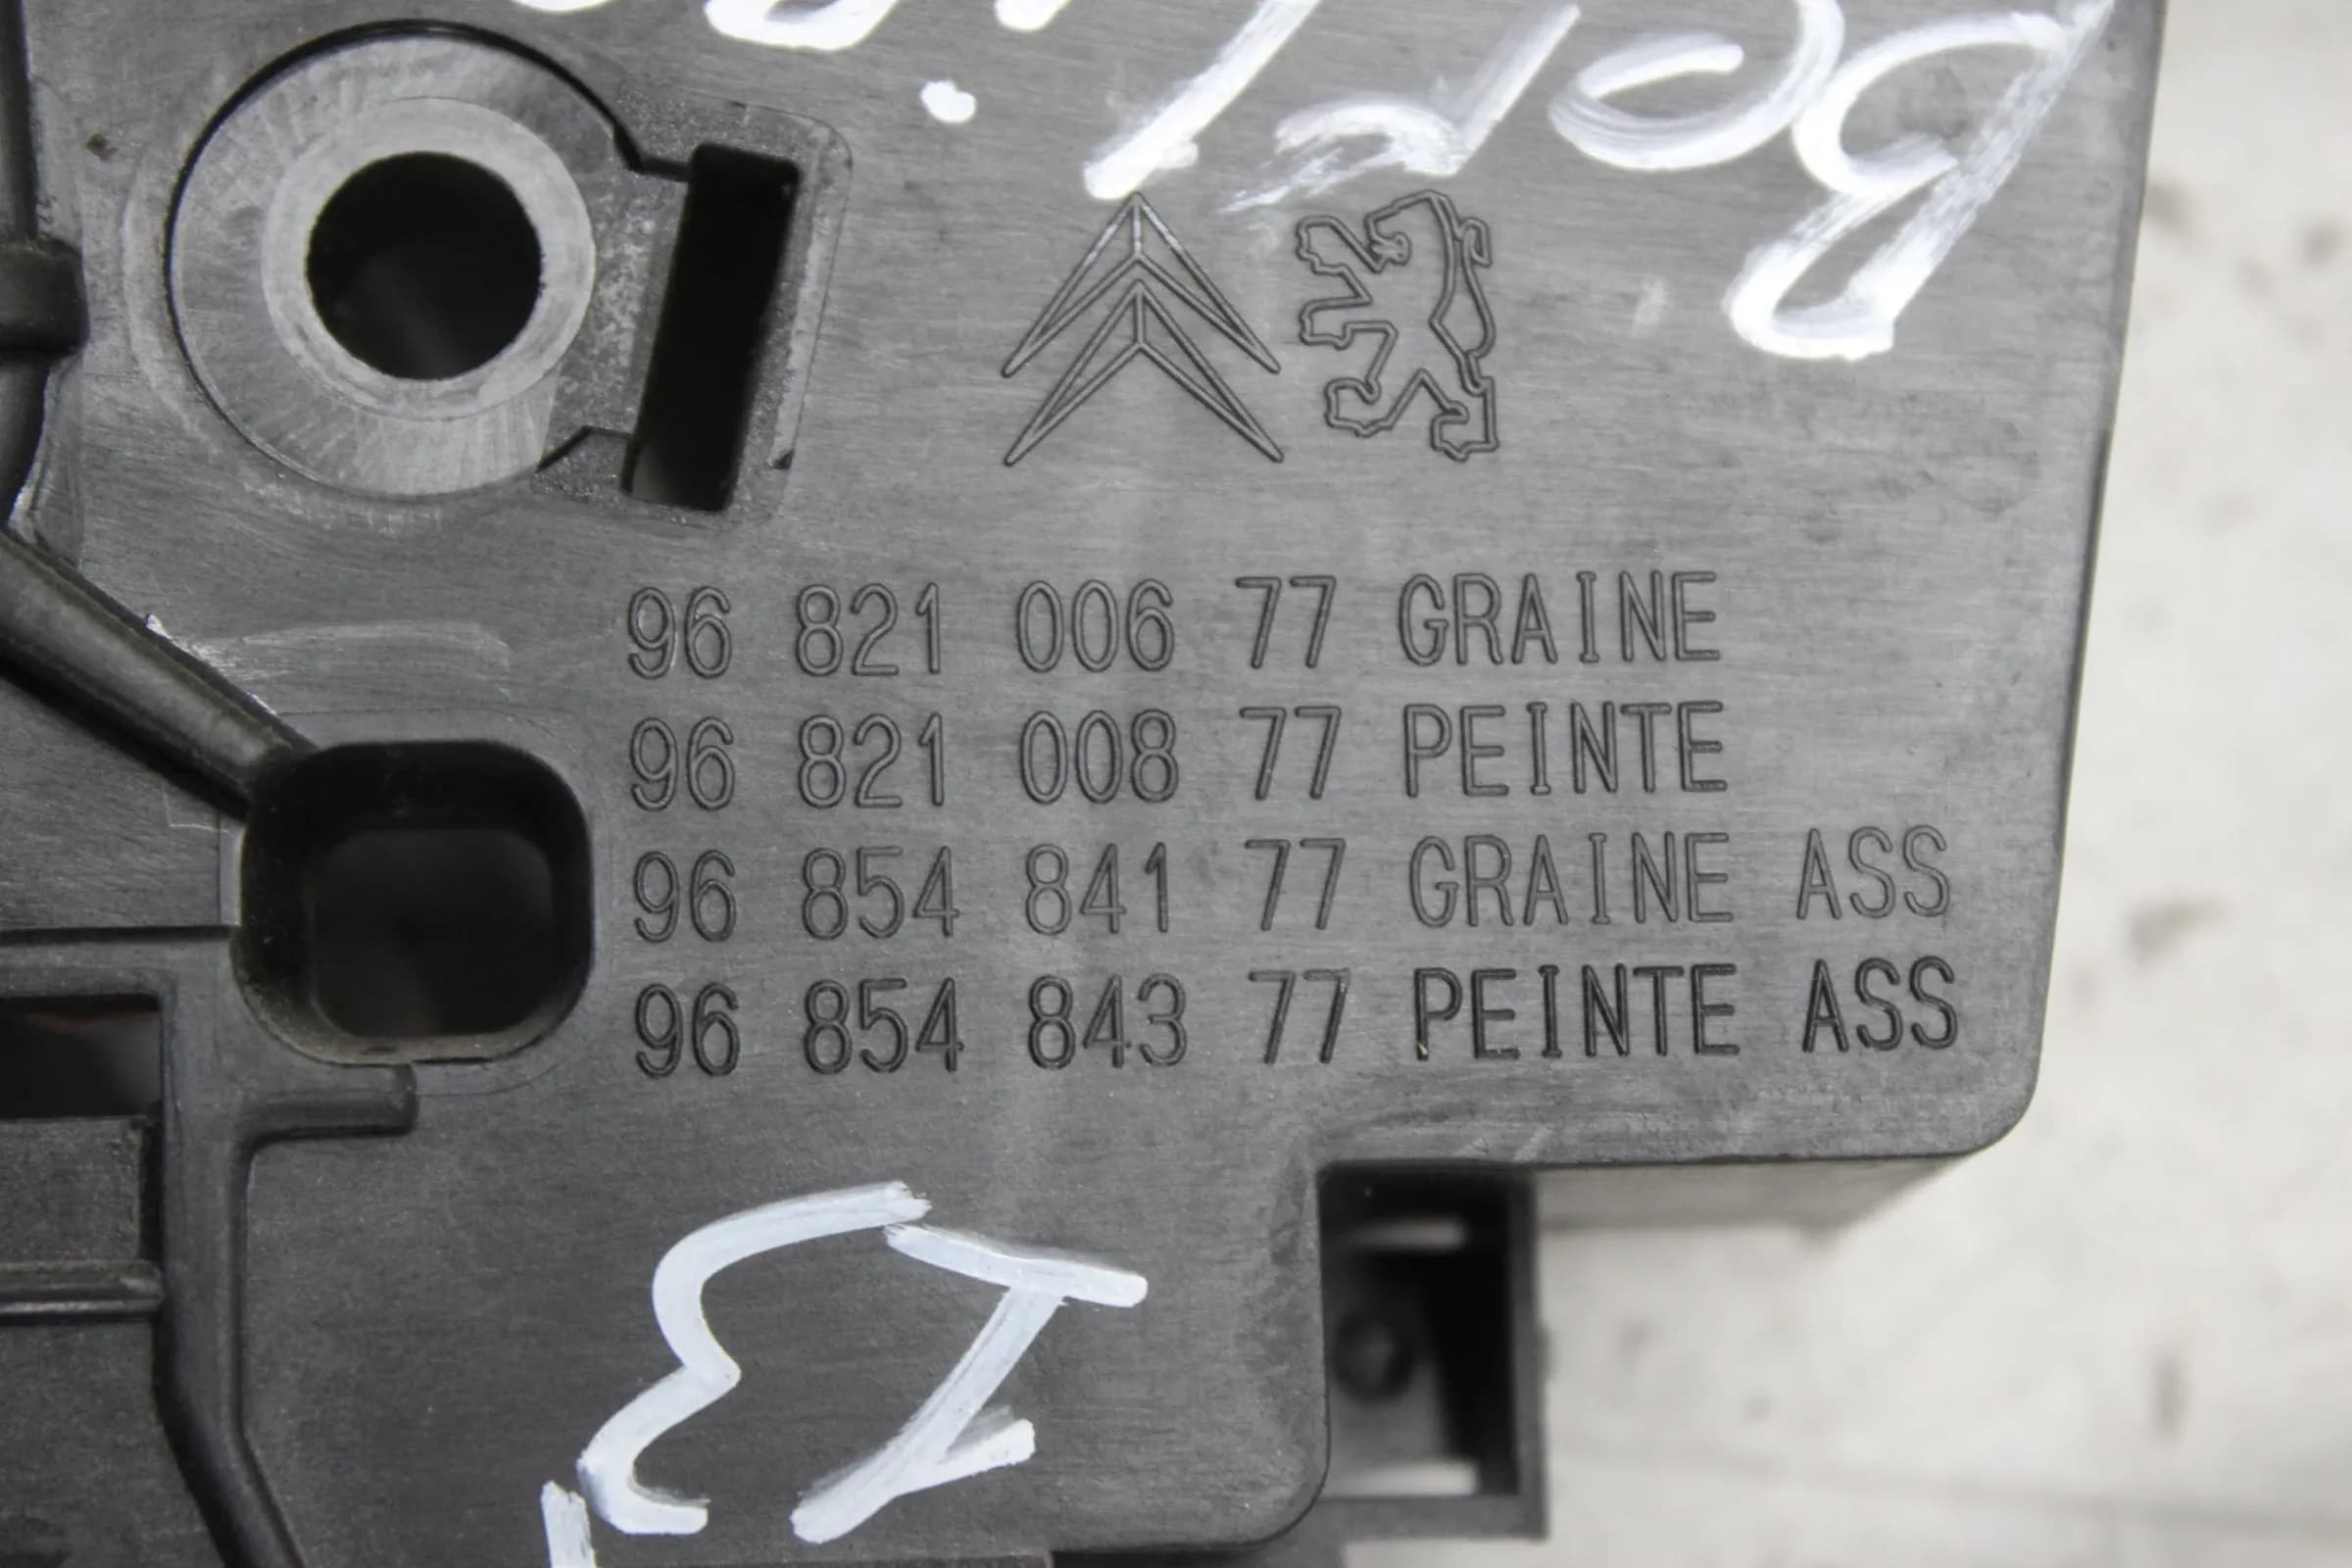 96 821 006 77 GRAINE
96 821 008 77 PEINTE
96 854 841 77 GRAINE ASS
96 854 843 77 PEINTE ASS
13